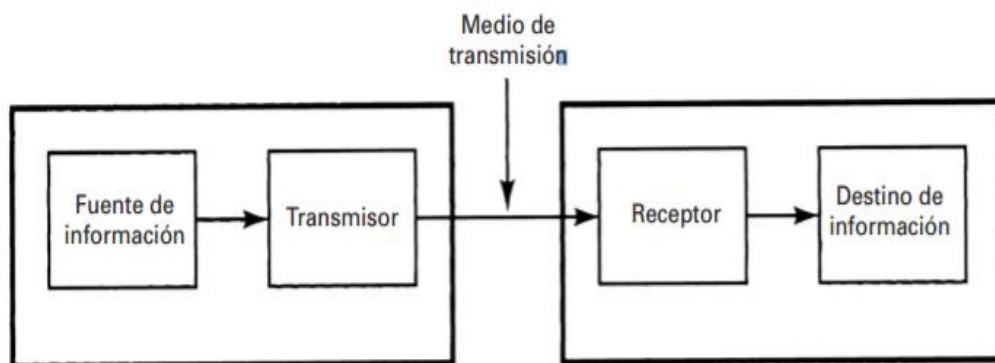 Medio de
transmisión
Fuente de
información
Transmisor
Receptor
Destino de
información